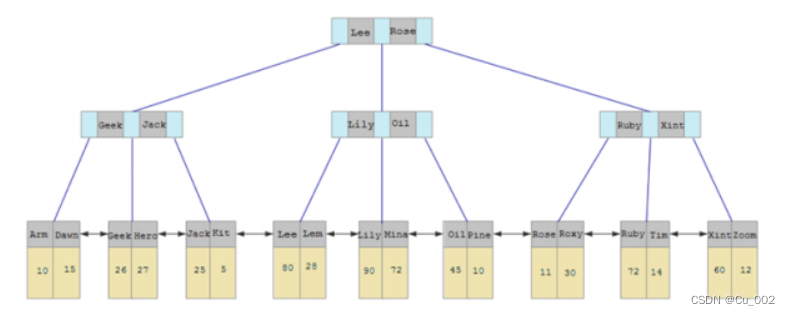 Lee Rose
Geek Jack Lily Oil Ruby Xint
Arm Dawn Geek Hero Jack Kit Lee Lem Lily Mina Oil Pine Rose Roxy Ruby Tim Xint Zoom
10 15 26 27 25 5 80 28 90 72 45 10 11 30 72 14 60 12
CSDN @Cu_002